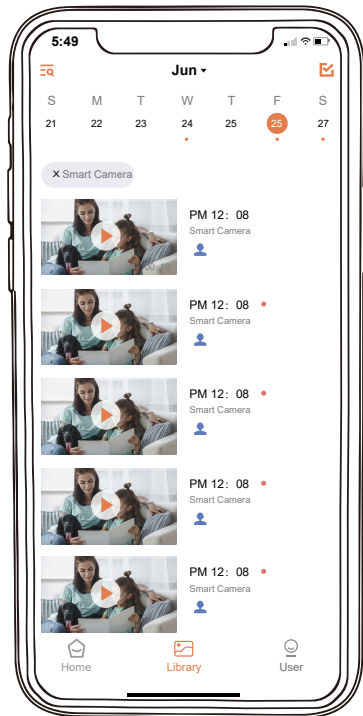 5:49
Jun
S M T W T F S
21 22 23 24 25 25 27
× Smart Camera
PM 12: 08
Smart Camera
PM 12: 08
Smart Camera
PM 12: 08
Smart Camera
PM 12: 08
Smart Camera
PM 12: 08
Smart Camera
Home Library User